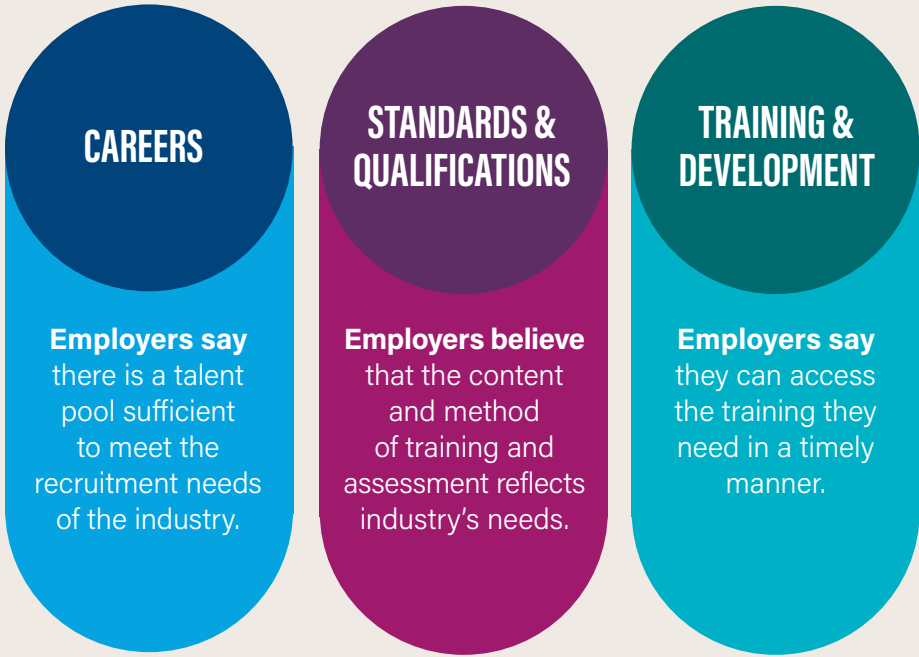 CAREERS
Employers say
there is a talent
pool sufficient
to meet the
recruitment needs
of the industry.
STANDARDS &
QUALIFICATIONS
Employers believe
that the content
and method
of training and
assessment reflects
industry’s needs.
TRAINING &
DEVELOPMENT
Employers say
they can access
the training they
need in a timely
manner.